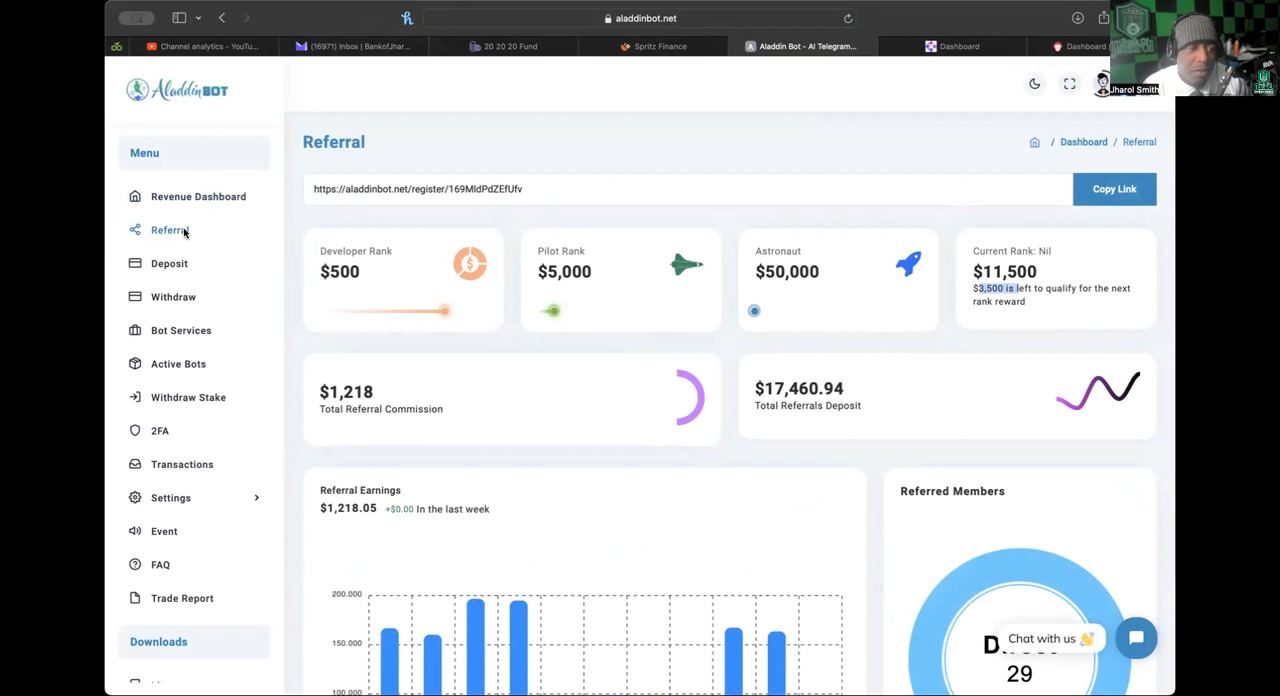 aladdinbot.net
Channel analytics - YouTu...
(16971) Inbox | BankofJhar...
20 20 20 Fund
Spritz Finance
Aladdin Bot - AI Telegram...
Dashboard
Dashboard
Jharol Smith
AladdinBOT
Menu
Revenue Dashboard
Referral
Deposit
Withdraw
Bot Services
Active Bots
Withdraw Stake
2FA
Transactions
Settings
Event
FAQ
Trade Report
Downloads
Referral
/ Dashboard / Referral
https://aladdinbot.net/register/169MldPdZEfUfv
Copy Link
Developer Rank
$500
Pilot Rank
$5,000
Astronaut
$50,000
Current Rank: Nil
$11,500
$3,500 is left to qualify for the next
rank reward
$1,218
Total Referral Commission
$17,460.94
Total Referrals Deposit
Referral Earnings
$1,218.05 +$0.00 In the last week
200.000
150.000
100.000
Referred Members
29
Chat with us 👋